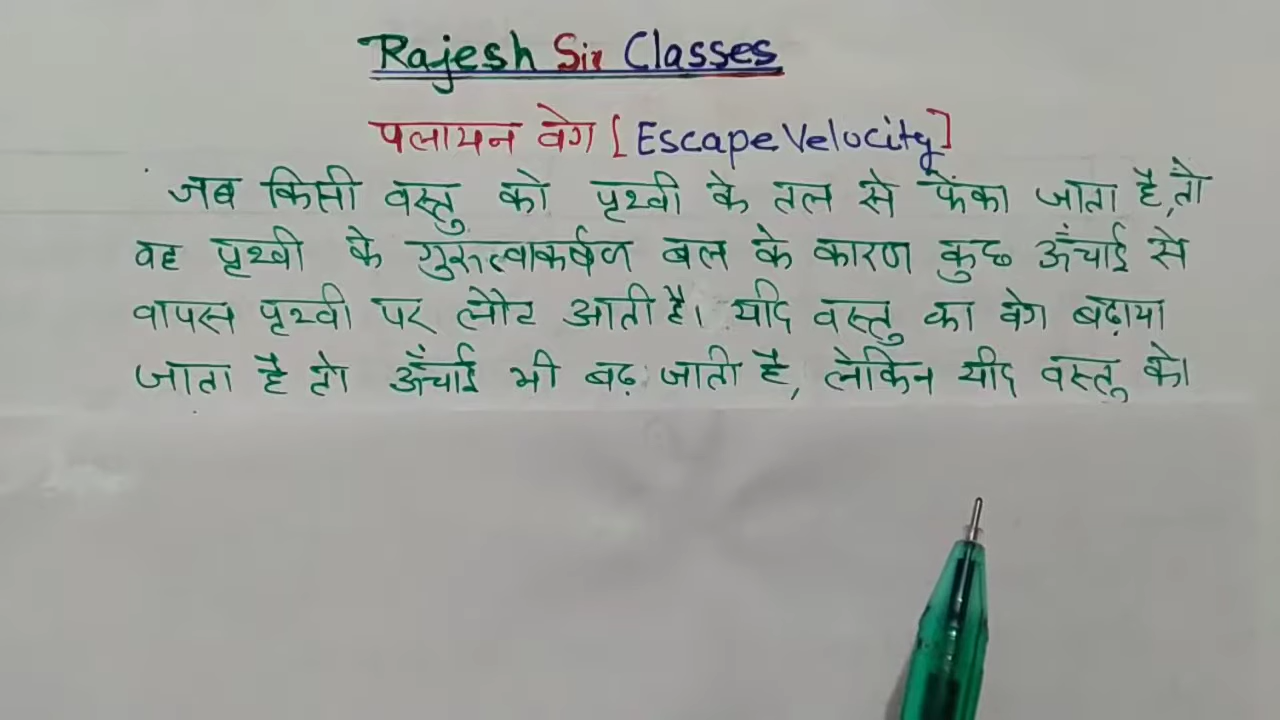 Rajesh Sir Classes
पलायन वेग [Escape Velocity]
जब किसी वस्तु को पृथ्वी के तल से फेंका जाता है, तो
वह पृथ्वी के गुरुत्वाकर्षण बल के कारण कुछ ऊँचाई से
वापस पृथ्वी पर लौट आती है। यदि वस्तु का वेग बढ़ाया
जाता है तो ऊँचाई भी बढ़ जाती है, लेकिन यदि वस्तु को